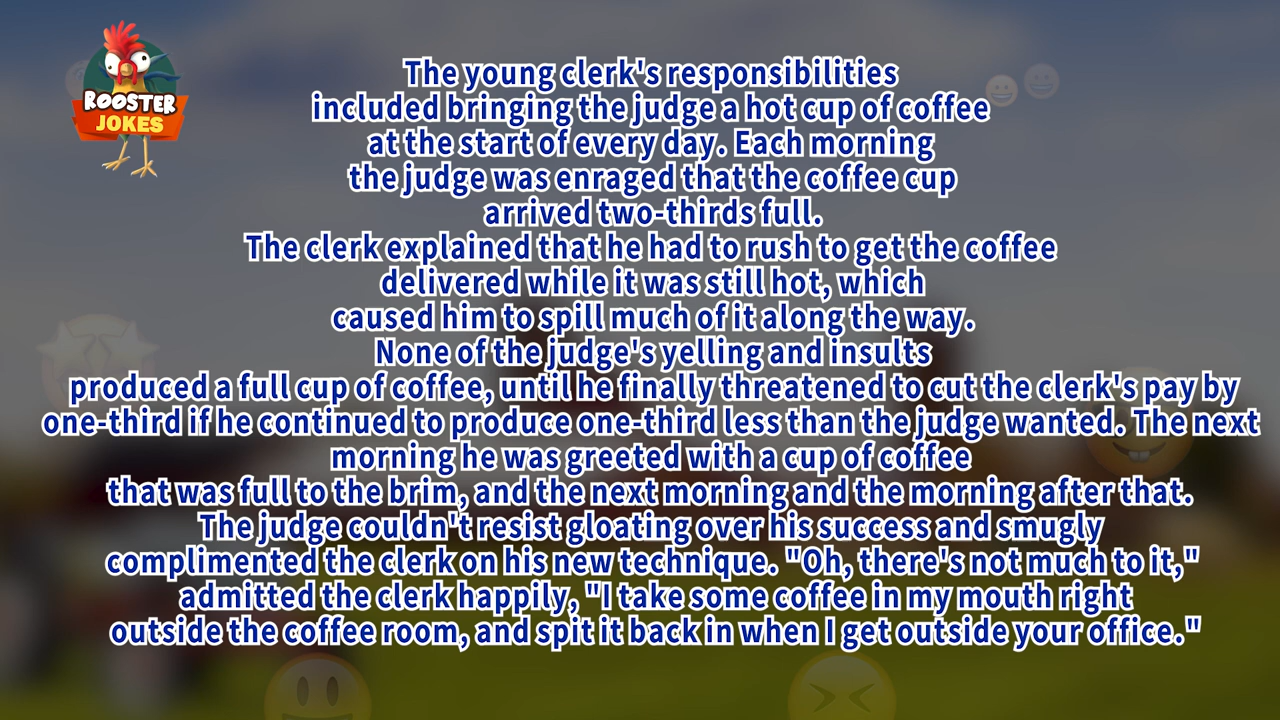 ROOSTER
JOKES
The young clerk's responsibilities
included bringing the judge a hot cup of coffee
at the start of every day. Each morning
the judge was enraged that the coffee cup
arrived two-thirds full.
The clerk explained that he had to rush to get the coffee
delivered while it was still hot, which
caused him to spill much of it along the way.
None of the judge's yelling and insults
produced a full cup of coffee, until he finally threatened to cut the clerk's pay by
one-third if he continued to produce one-third less than the judge wanted. The next
morning he was greeted with a cup of coffee
that was full to the brim, and the next morning and the morning after that.
The judge couldn't resist gloating over his success and smugly
complimented the clerk on his new technique. "Oh, there's not much to it,"
admitted the clerk happily, "I take some coffee in my mouth right
outside the coffee room, and spit it back in when I get outside your office."